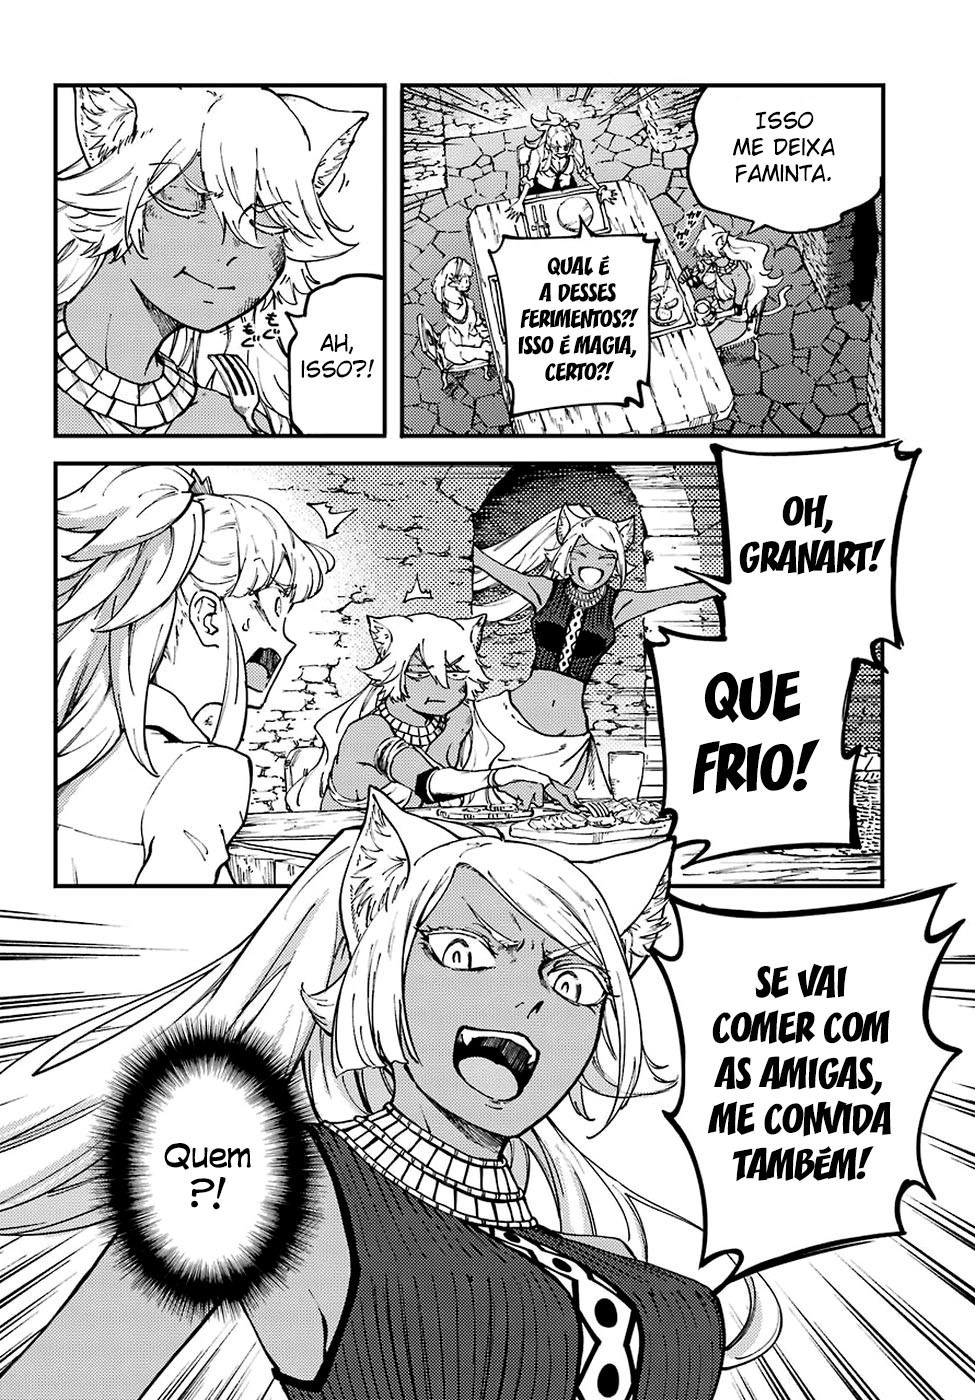 ISSO
ME DEIXA
FAMINTA.
QUAL É
A DESSES
FERIMENTOS?!
ISSO É MAGIA,
CERTO?!
AH,
ISSO?!
OH,
GRANART!
QUE
FRIO!
SE VAI
COMER COM
AS AMIGAS,
ME CONVIDA
TAMBÉM!
Quem
?!